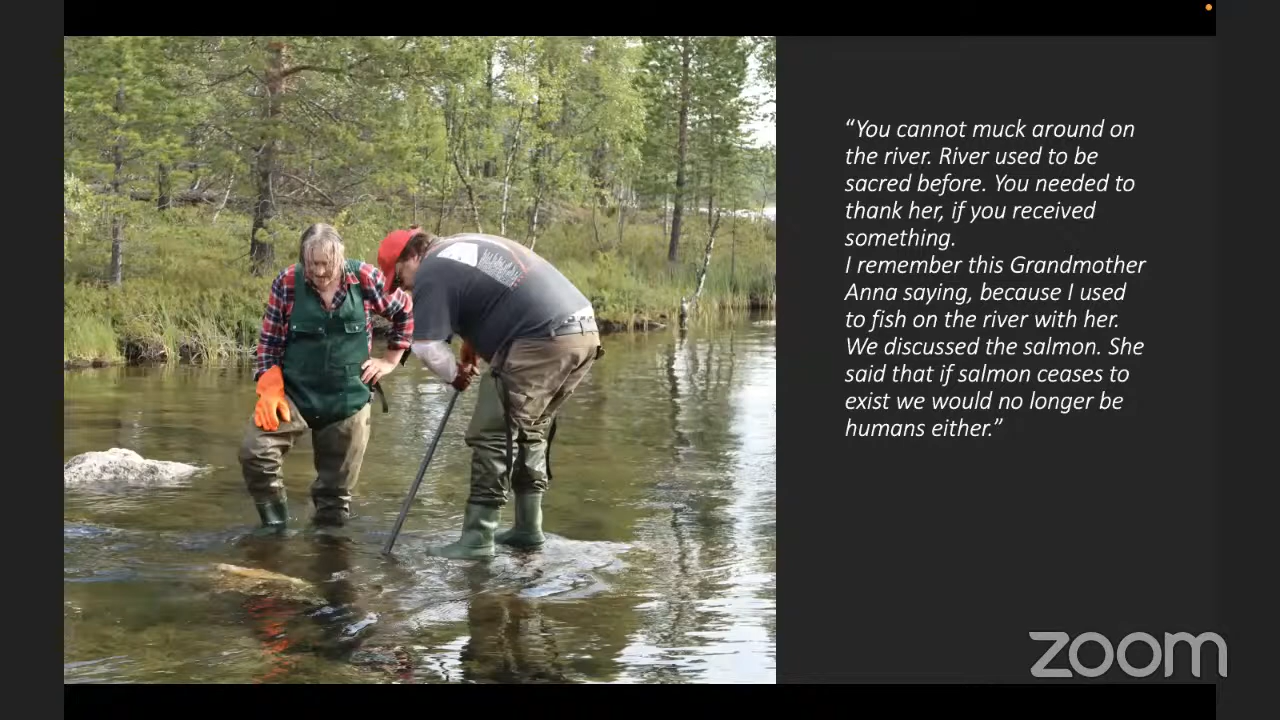 “You cannot muck around on
the river. River used to be
sacred before. You needed to
thank her, if you received
something.
I remember this Grandmother
Anna saying, because I used
to fish on the river with her.
We discussed the salmon. She
said that if salmon ceases to
exist we would no longer be
humans either.”
zoom